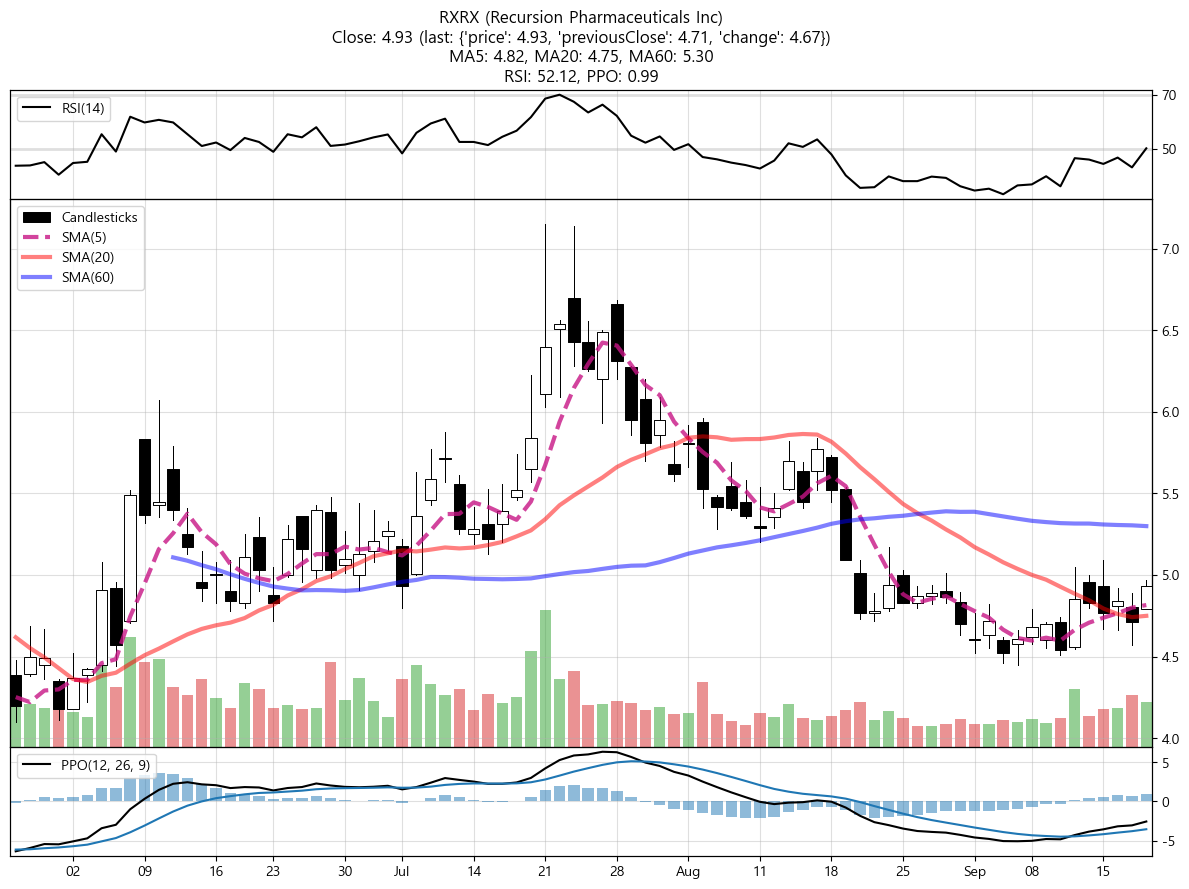 RXRX (Recursion Pharmaceuticals Inc)
Close: 4.93 (last: {'price': 4.93, 'previousClose': 4.71, 'change': 4.67})
MA5: 4.82, MA20: 4.75, MA60: 5.30
RSI: 52.12, PPO: 0.99
RSI(14)
70
50
Candlesticks
SMA(5)
SMA(20)
SMA(60)
7.0
6.5
6.0
5.5
5.0
4.5
4.0
PPO(12, 26, 9)
5
0
-5
02 09 16 23 30 Jul 14 21 28 Aug 11 18 25 Sep 08 15